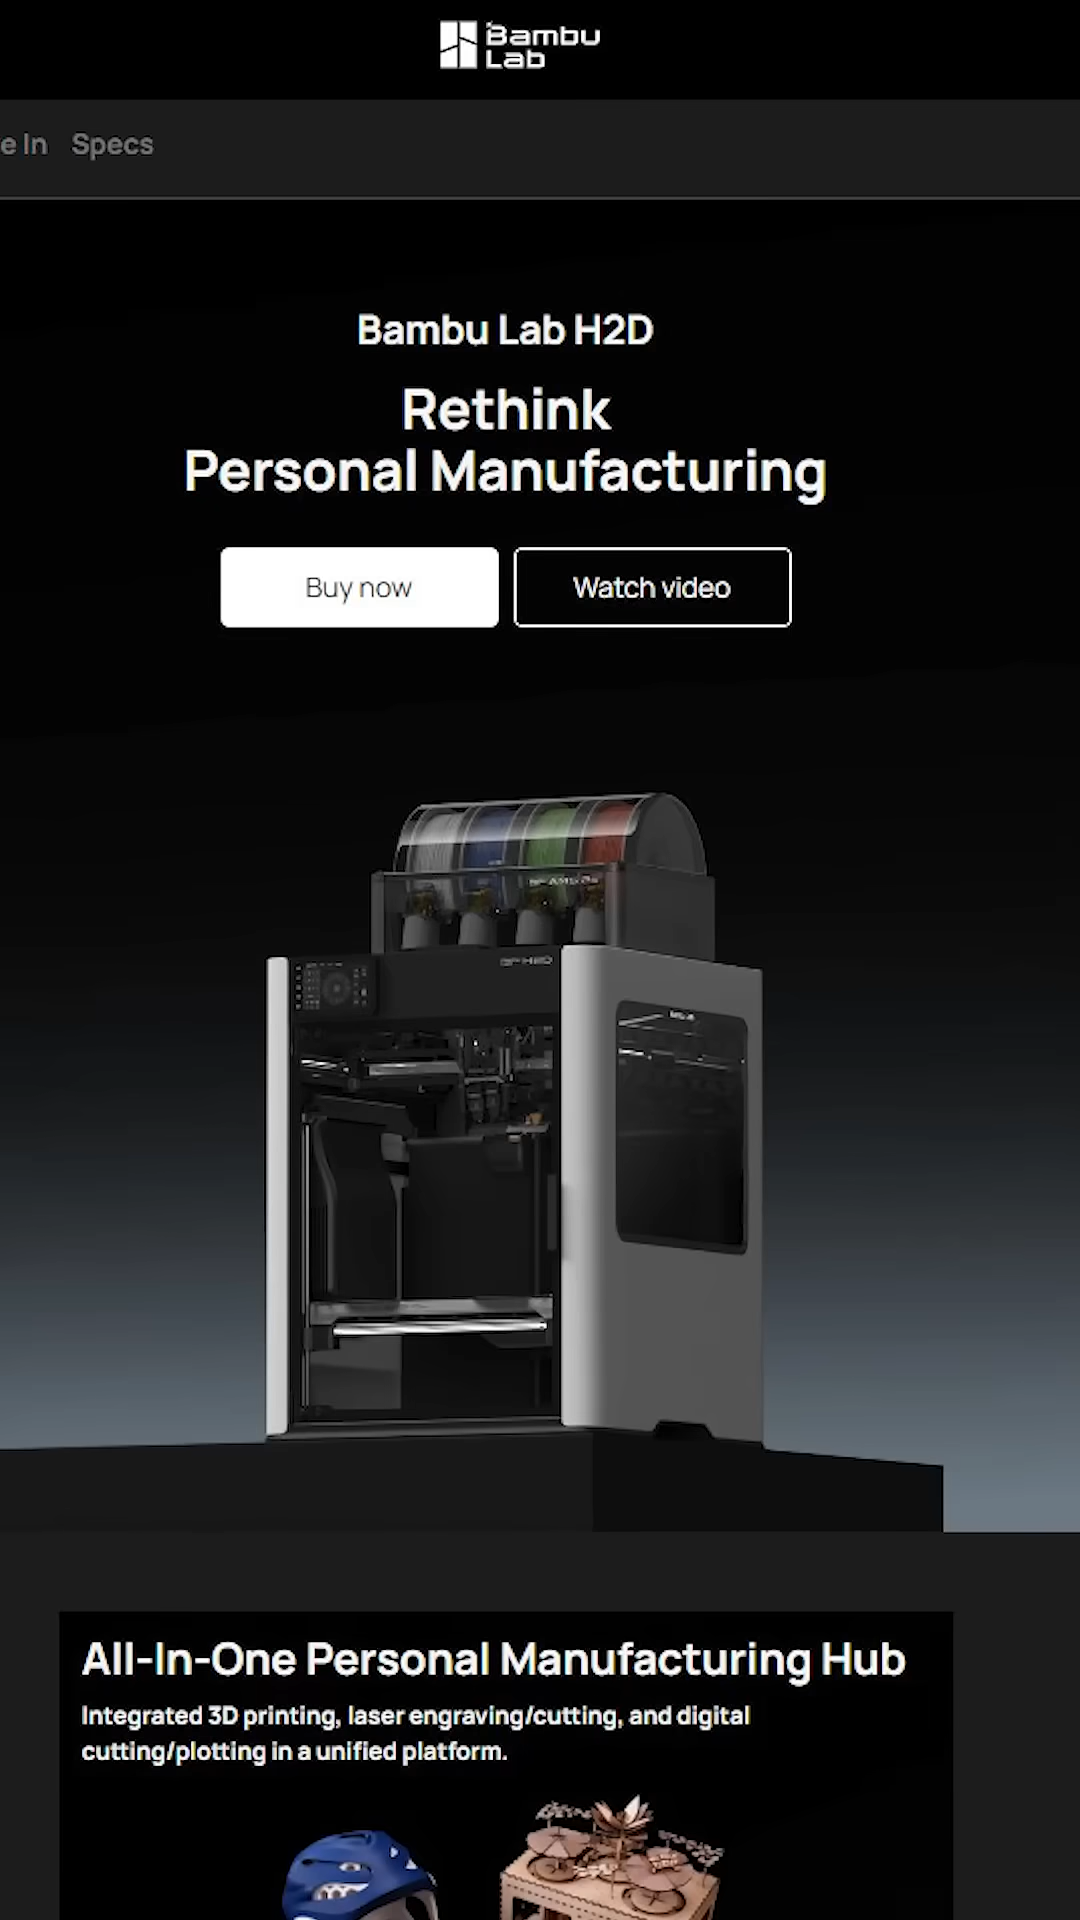 Bambu
Lab
e In Specs
Bambu Lab H2D
Rethink
Personal Manufacturing
Buy now
Watch video
All-In-One Personal Manufacturing Hub
Integrated 3D printing, laser engraving/cutting, and digital
cutting/plotting in a unified platform.